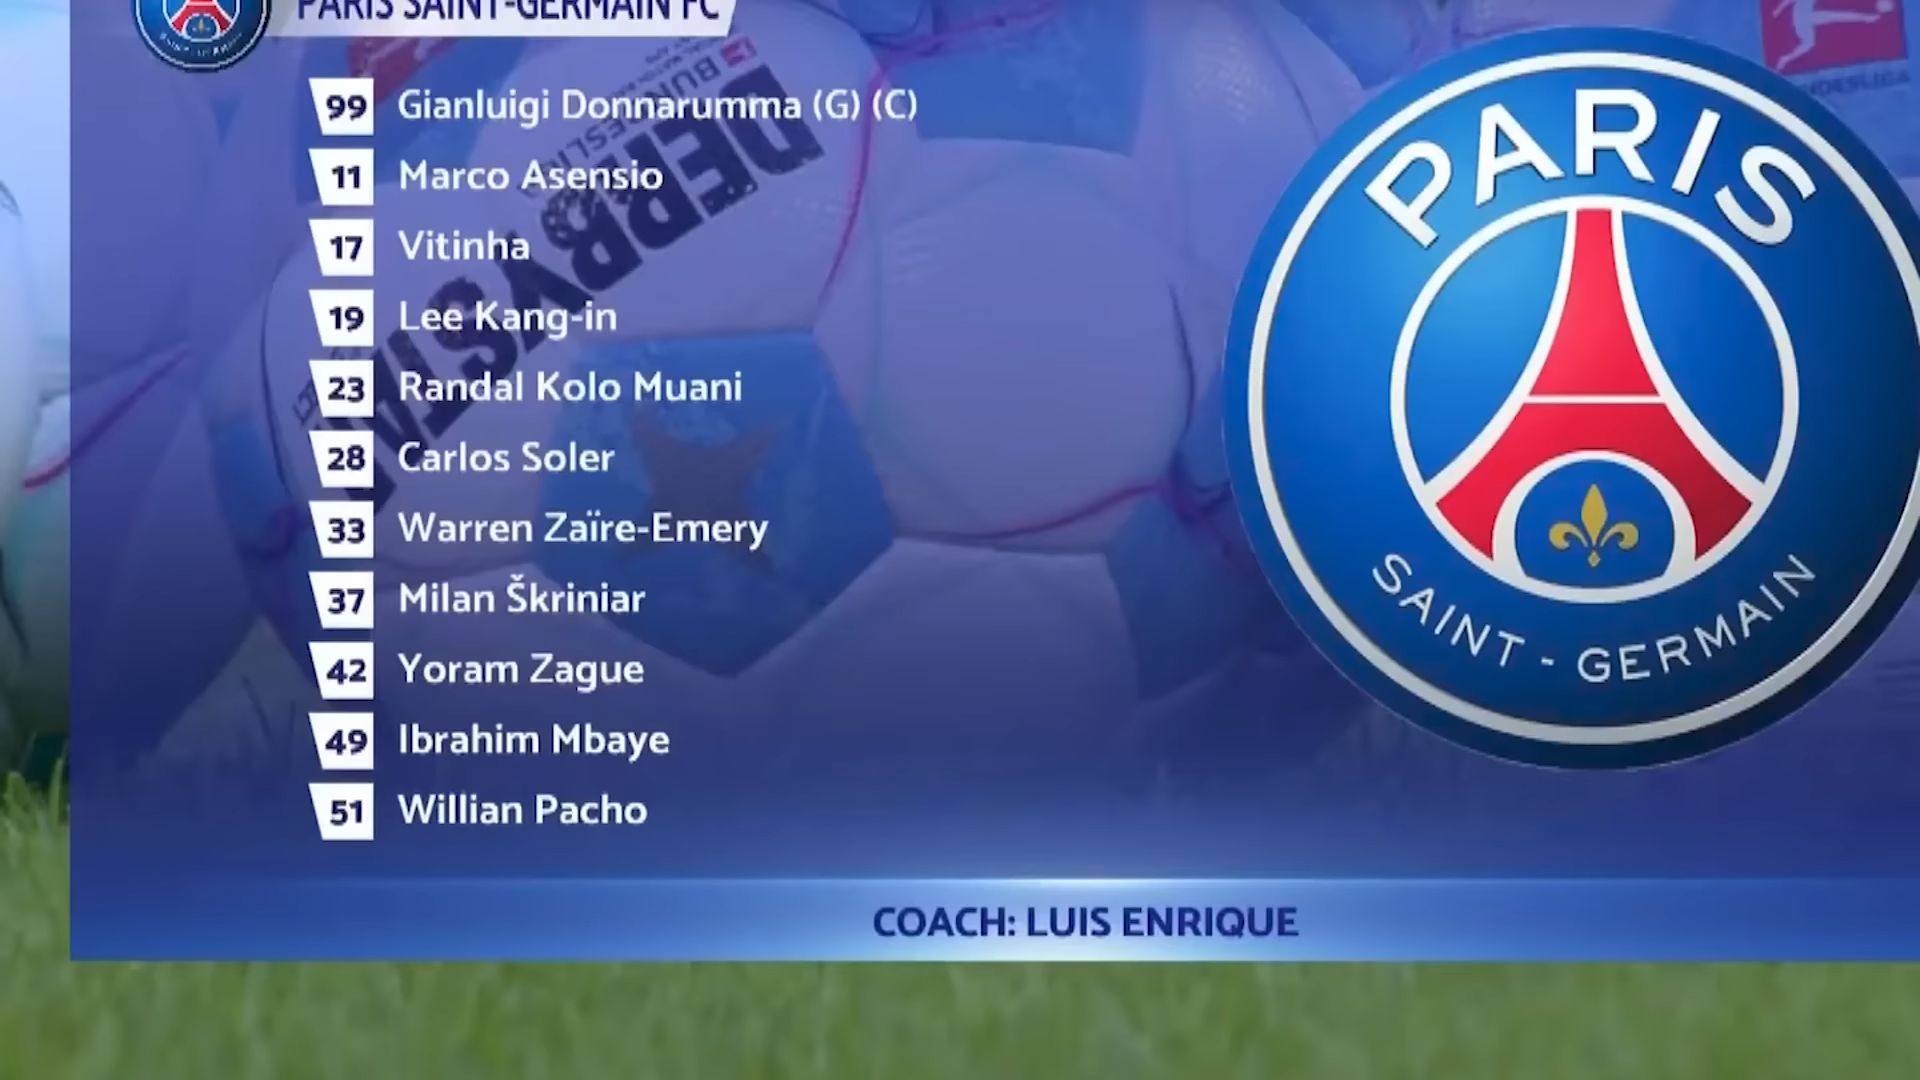 PARIS SAINT-GERMAIN FC
99 Gianluigi Donnarumma (G) (C)
11 Marco Asensio
17 Vitinha
19 Lee Kang-in
23 Randal Kolo Muani
28 Carlos Soler
33 Warren Zaïre-Emery
37 Milan Škriniar
42 Yoram Zague
49 Ibrahim Mbaye
51 Willian Pacho
COACH: LUIS ENRIQUE
PARIS
SAINT-GERMAIN
DERBYSTAR